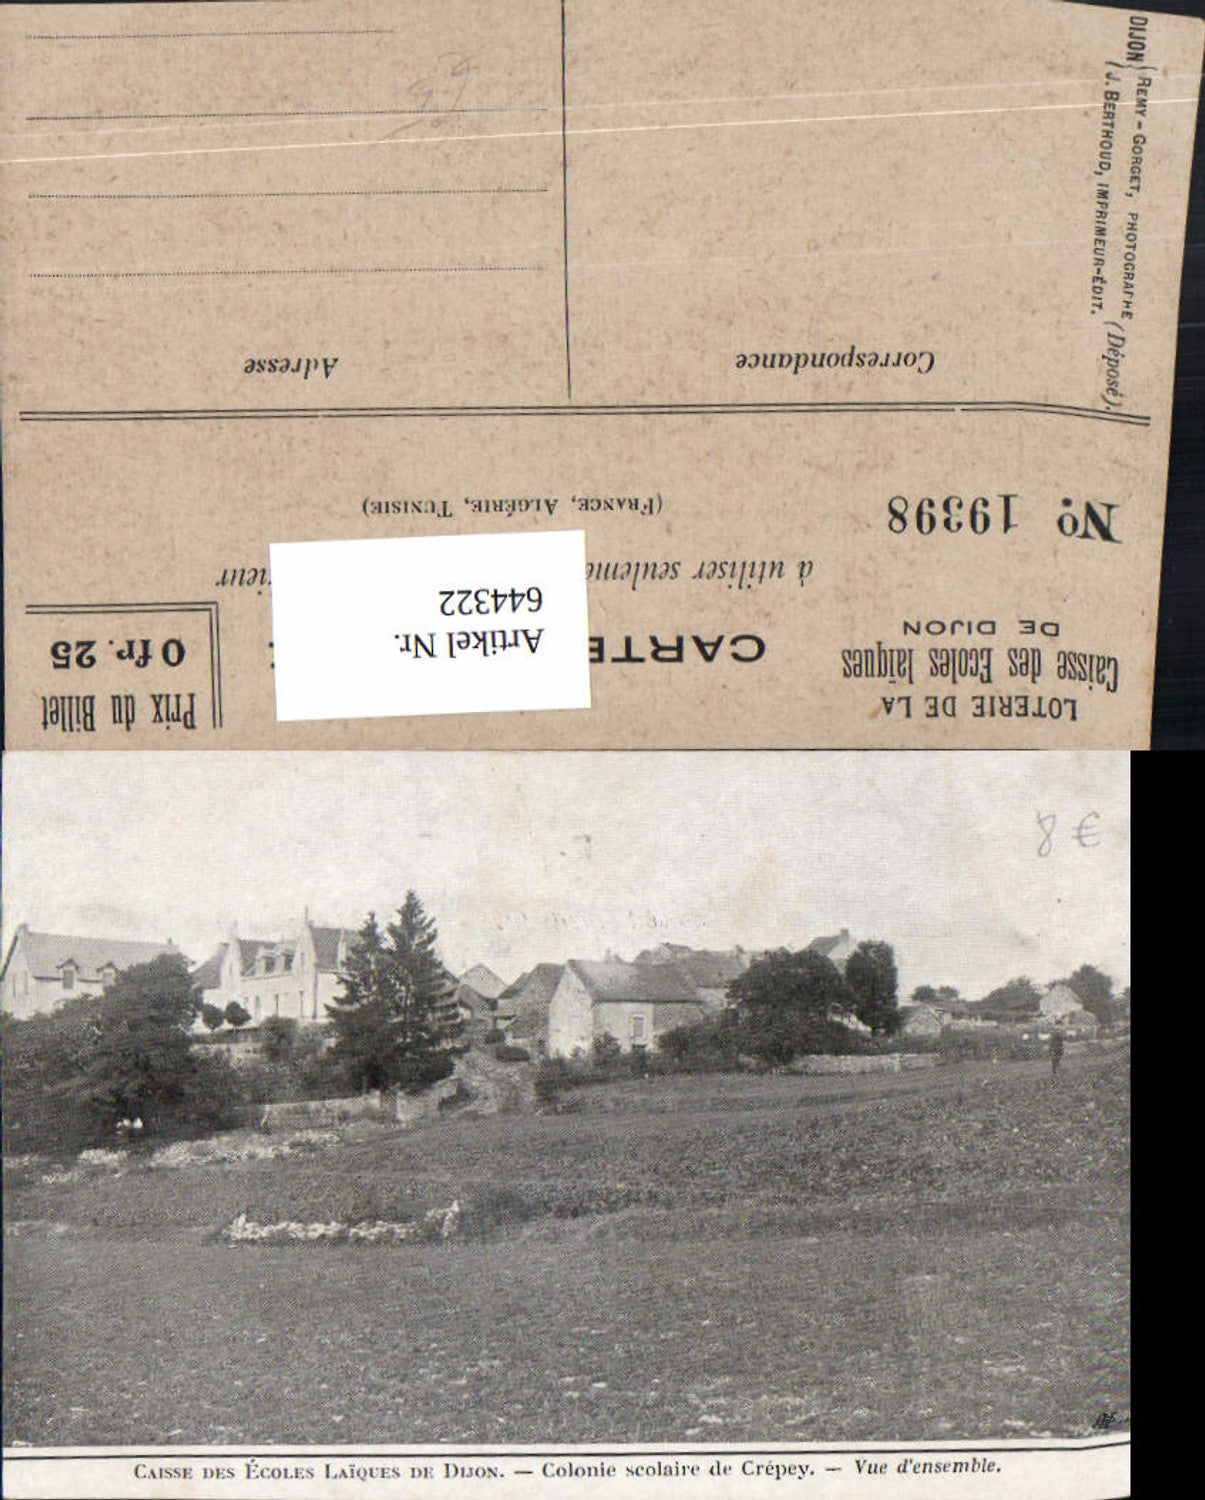 LOTERIE DE LA
Caisse des Ecoles laïques
DE DIJON
No. 19398
CARTE
à utiliser seuleme
ieur
(FRANCE, ALGÉRIE, TUNISIE)
Prix du Billet
0 fr. 25
Artikel Nr.
644322
Correspondance
Adresse
DIJON
REMY - GORGET, PHOTOGRAPHE
J. BERTHOUD, IMPRIMEUR-ÉDIT.
(Déposé).
8 €
CAISSE DES ÉCOLES LAÏQUES DE DIJON. — Colonie scolaire de Crépey. — Vue d'ensemble.